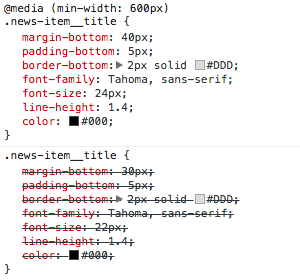 @media (min-width: 600px)
.news-item__title {
margin-bottom: 40px;
padding-bottom: 5px;
border-bottom: 2px solid #DDD;
font-family: Tahoma, sans-serif;
font-size: 24px;
line-height: 1.4;
color: #000;
}
.news-item__title {
margin-bottom: 30px;
padding-bottom: 5px;
border-bottom: 2px solid #DDD;
font-family: Tahoma, sans-serif;
font-size: 22px;
line-height: 1.4;
color: #000;
}